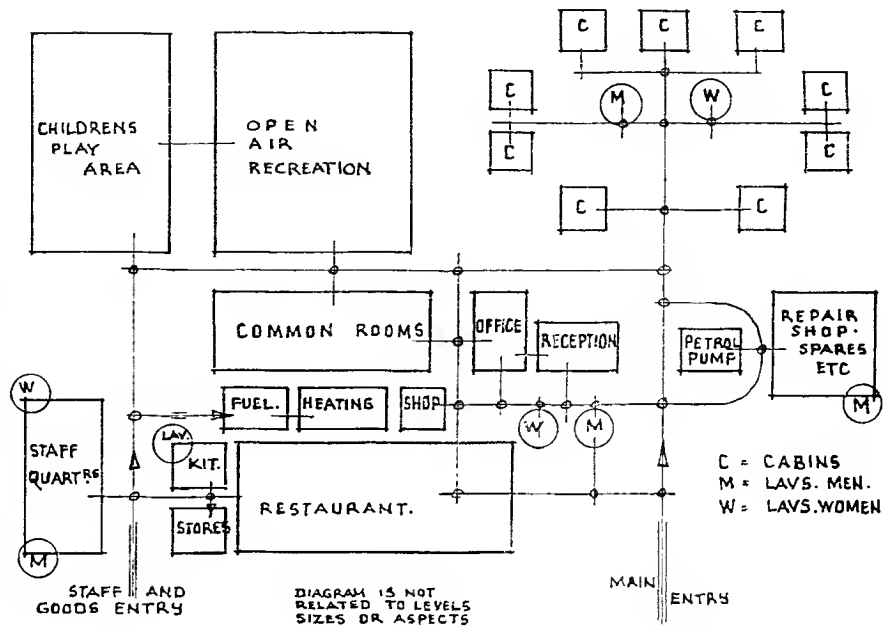 C C E
C M W C
C C
C C
CHILDRENS
PLAY
AREA
OPEN
AIR
RECREATION
COMMON ROOMS
OFFICE
RECEPTION
PETROL
PUMP
REPAIR
SHOP.
SPARES
ETC
M
W
FUEL.
HEATING
SHOP
W M
LAV.
STAFF
QUARTRS
KIT.
STORES
RESTAURANT.
M
C = CABINS
M = LAVS. MEN.
W = LAVS. WOMEN
STAFF AND
GOODS ENTRY
DIAGRAM IS NOT
RELATED TO LEVELS
SIZES OR ASPECTS
MAIN
ENTRY